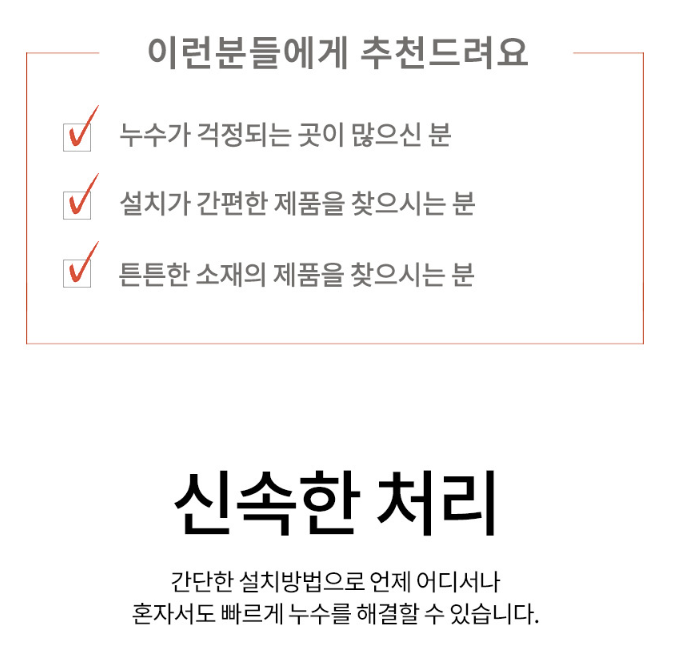 이런분들에게 추천드려요
누수가 걱정되는 곳이 많으신 분
설치가 간편한 제품을 찾으시는 분
튼튼한 소재의 제품을 찾으시는 분
신속한 처리
간단한 설치방법으로 언제 어디서나
혼자서도 빠르게 누수를 해결할 수 있습니다.